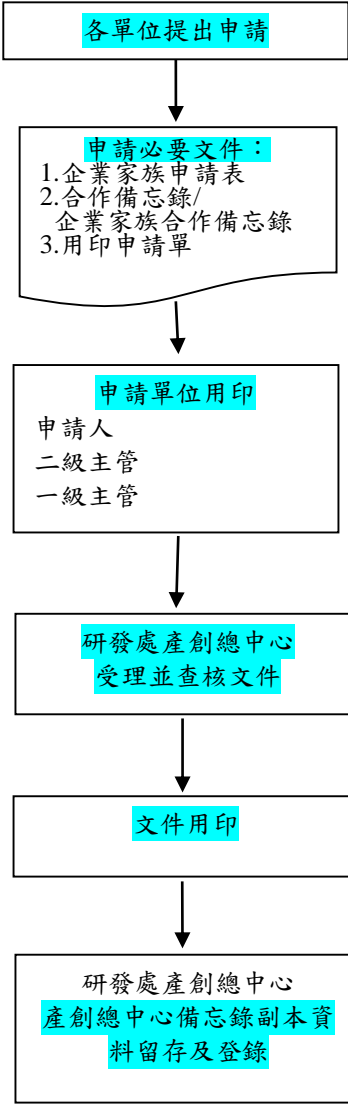 各單位提出申請
申請必要文件：
1.企業家族申請表
2.合作備忘錄/
企業家族合作備忘錄
3.用印申請單
申請單位用印
申請人
二級主管
一級主管
研發處產創總中心
受理並查核文件
文件用印
研發處產創總中心
產創總中心備忘錄副本資
料留存及登錄